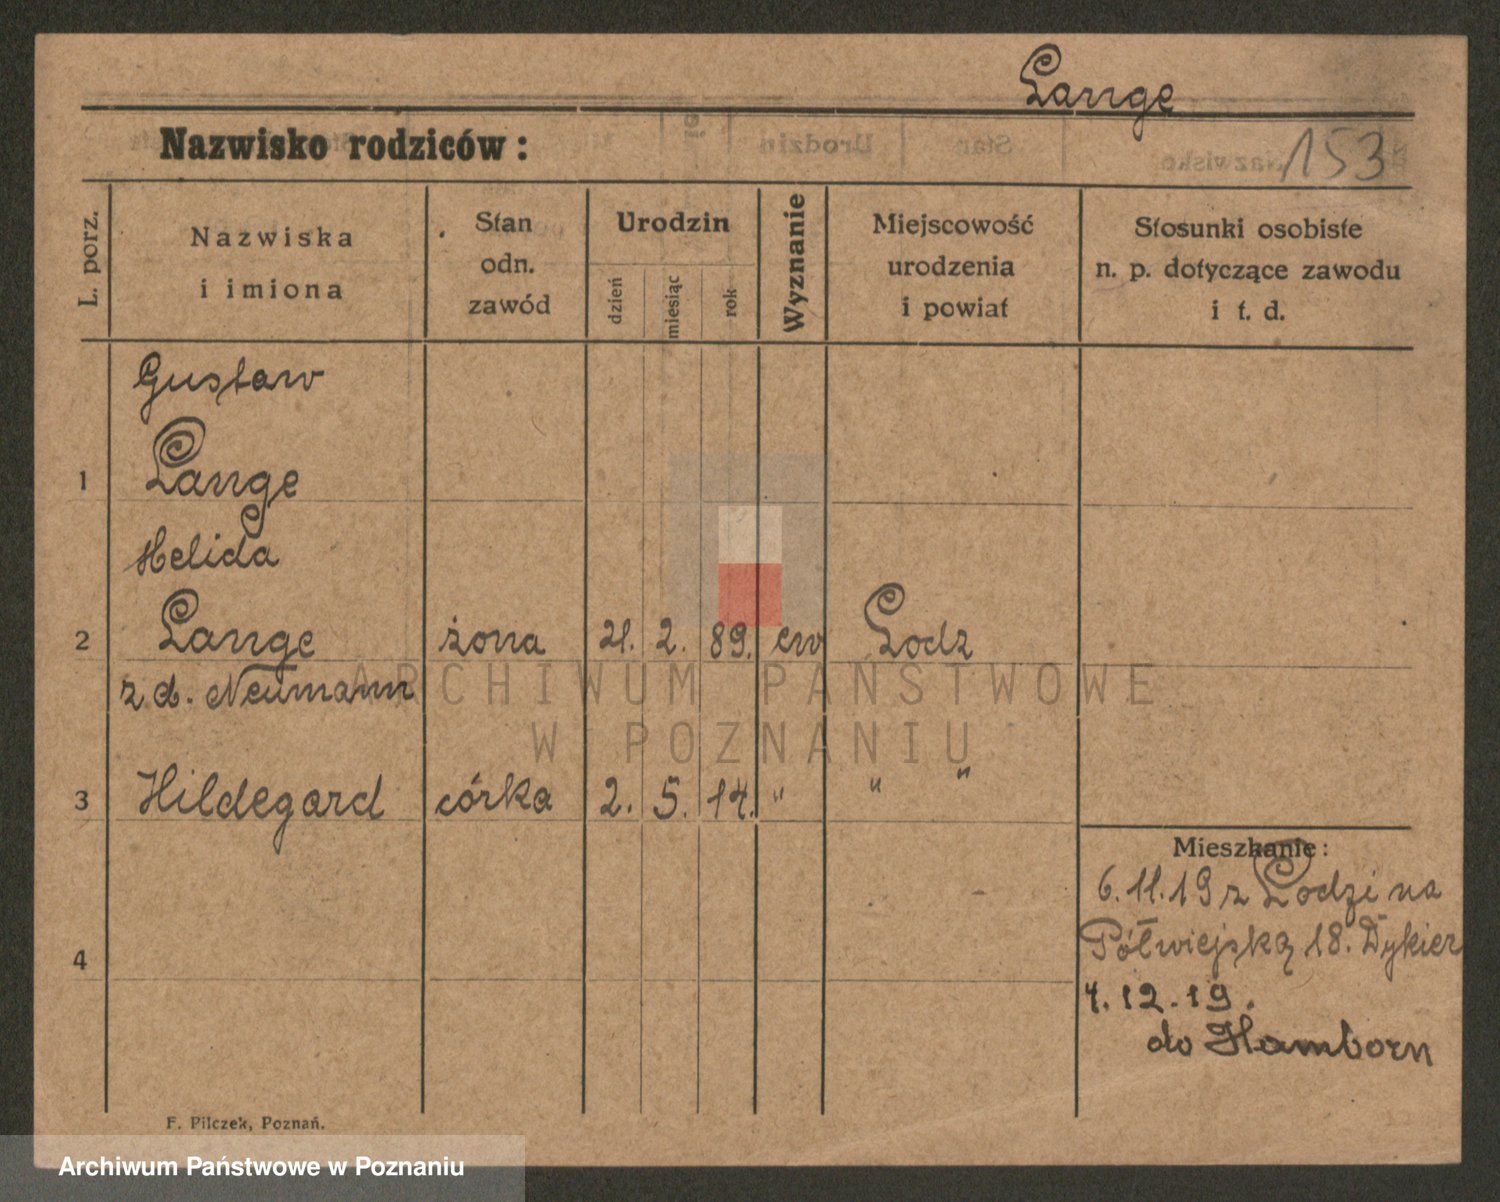 Lange
Nazwisko rodziców:
153
L. porz.
Nazwiska
i imiona
Stan
odn.
zawód
Urodzin
dzień
miesiąc
rok
Wyznanie
Miejscowość
urodzenia
i powiat
Stosunki osobiste
n. p. dotyczące zawodu
i t. d.
Gustaw
1 Lange
Helida
2 Lange żona 21. 2. 89. ew Lodz
z d. Neumann
3 Hildegard córka 2. 5. 14. " " "
Mieszkanie:
6.11.19 z Lodzi na
Półwiejską 18. Dykier
4
4.12.19.
do Hamborn
F. Pilczek, Poznań.
ARCHIWUM PAŃSTWOWE
W POZNANIU
Archiwum Państwowe w Poznaniu